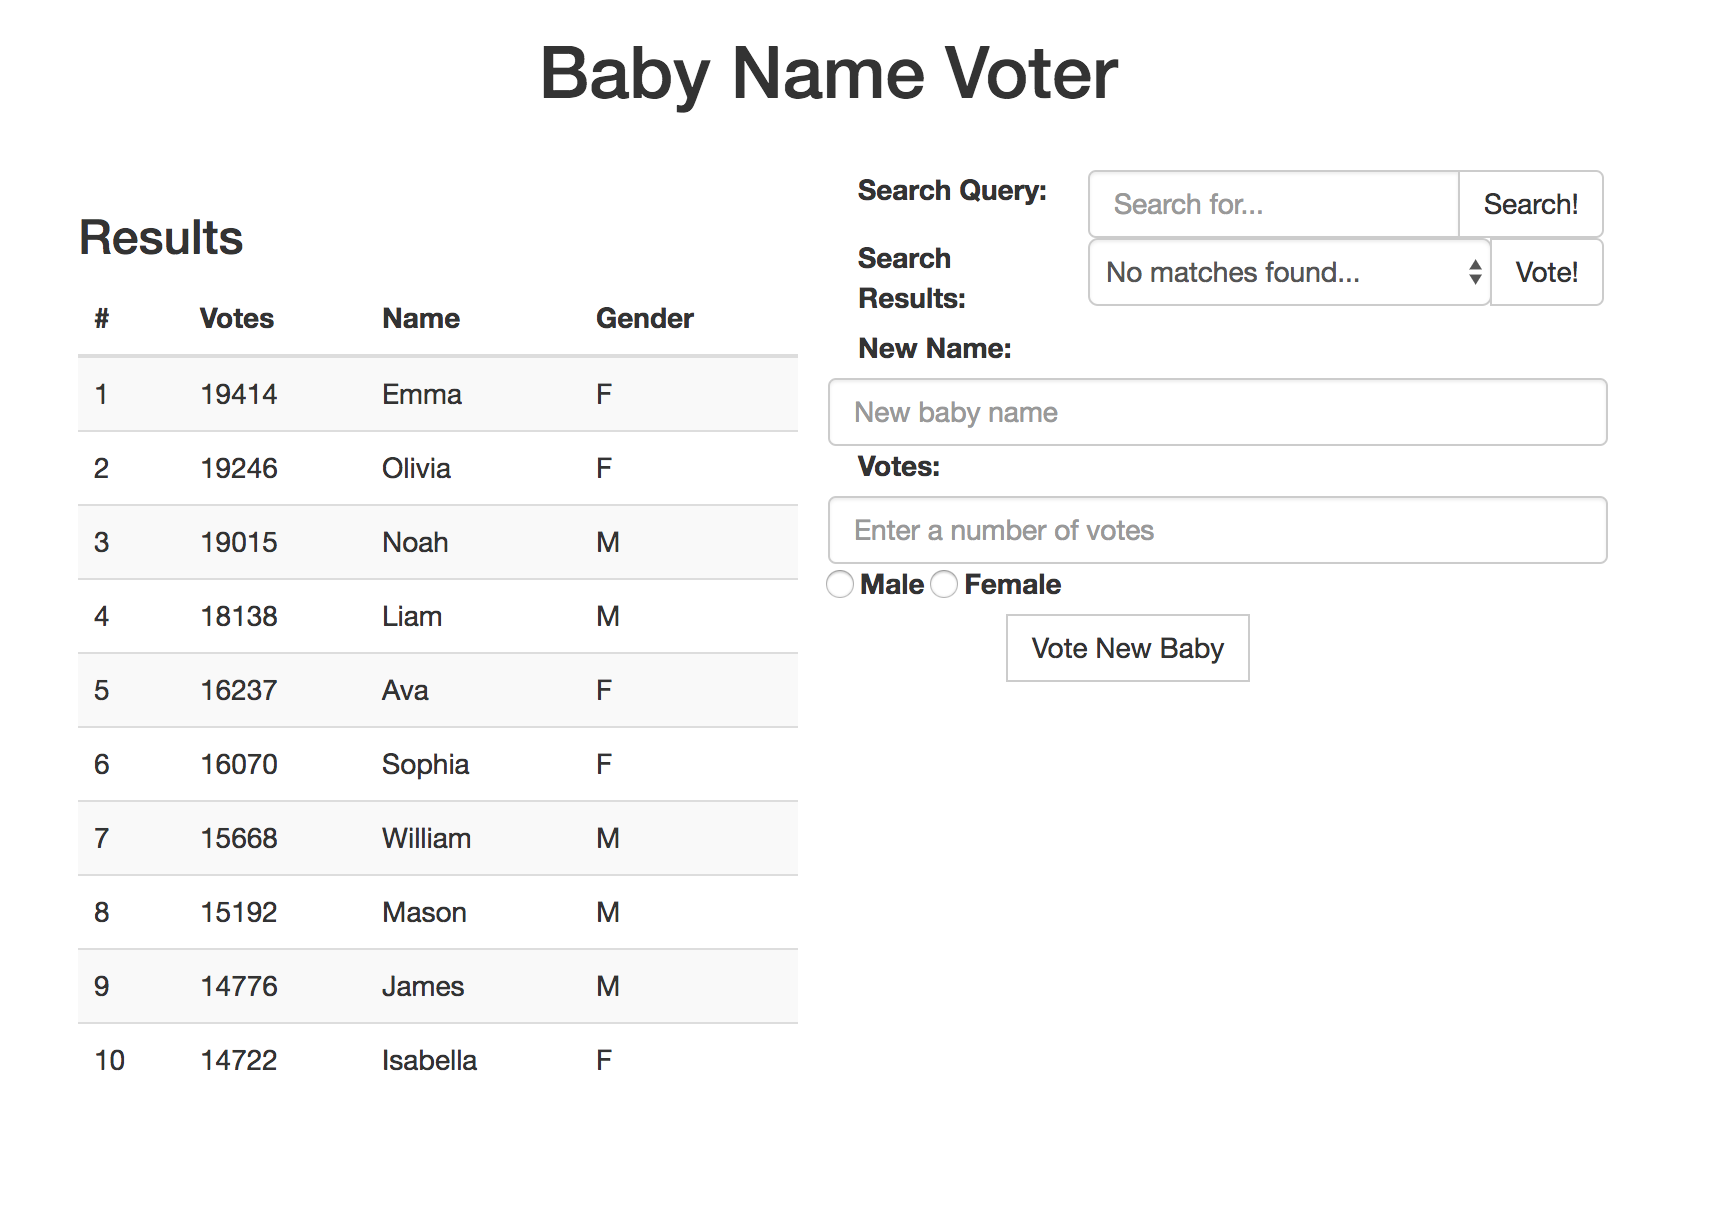 Baby Name Voter
Results
# Votes Name Gender
1 19414 Emma F
2 19246 Olivia F
3 19015 Noah M
4 18138 Liam M
5 16237 Ava F
6 16070 Sophia F
7 15668 William M
8 15192 Mason M
9 14776 James M
10 14722 Isabella F
Search Query: Search for... Search!
Search
Results: No matches found... Vote!
New Name:
New baby name
Votes:
Enter a number of votes
Male Female
Vote New Baby